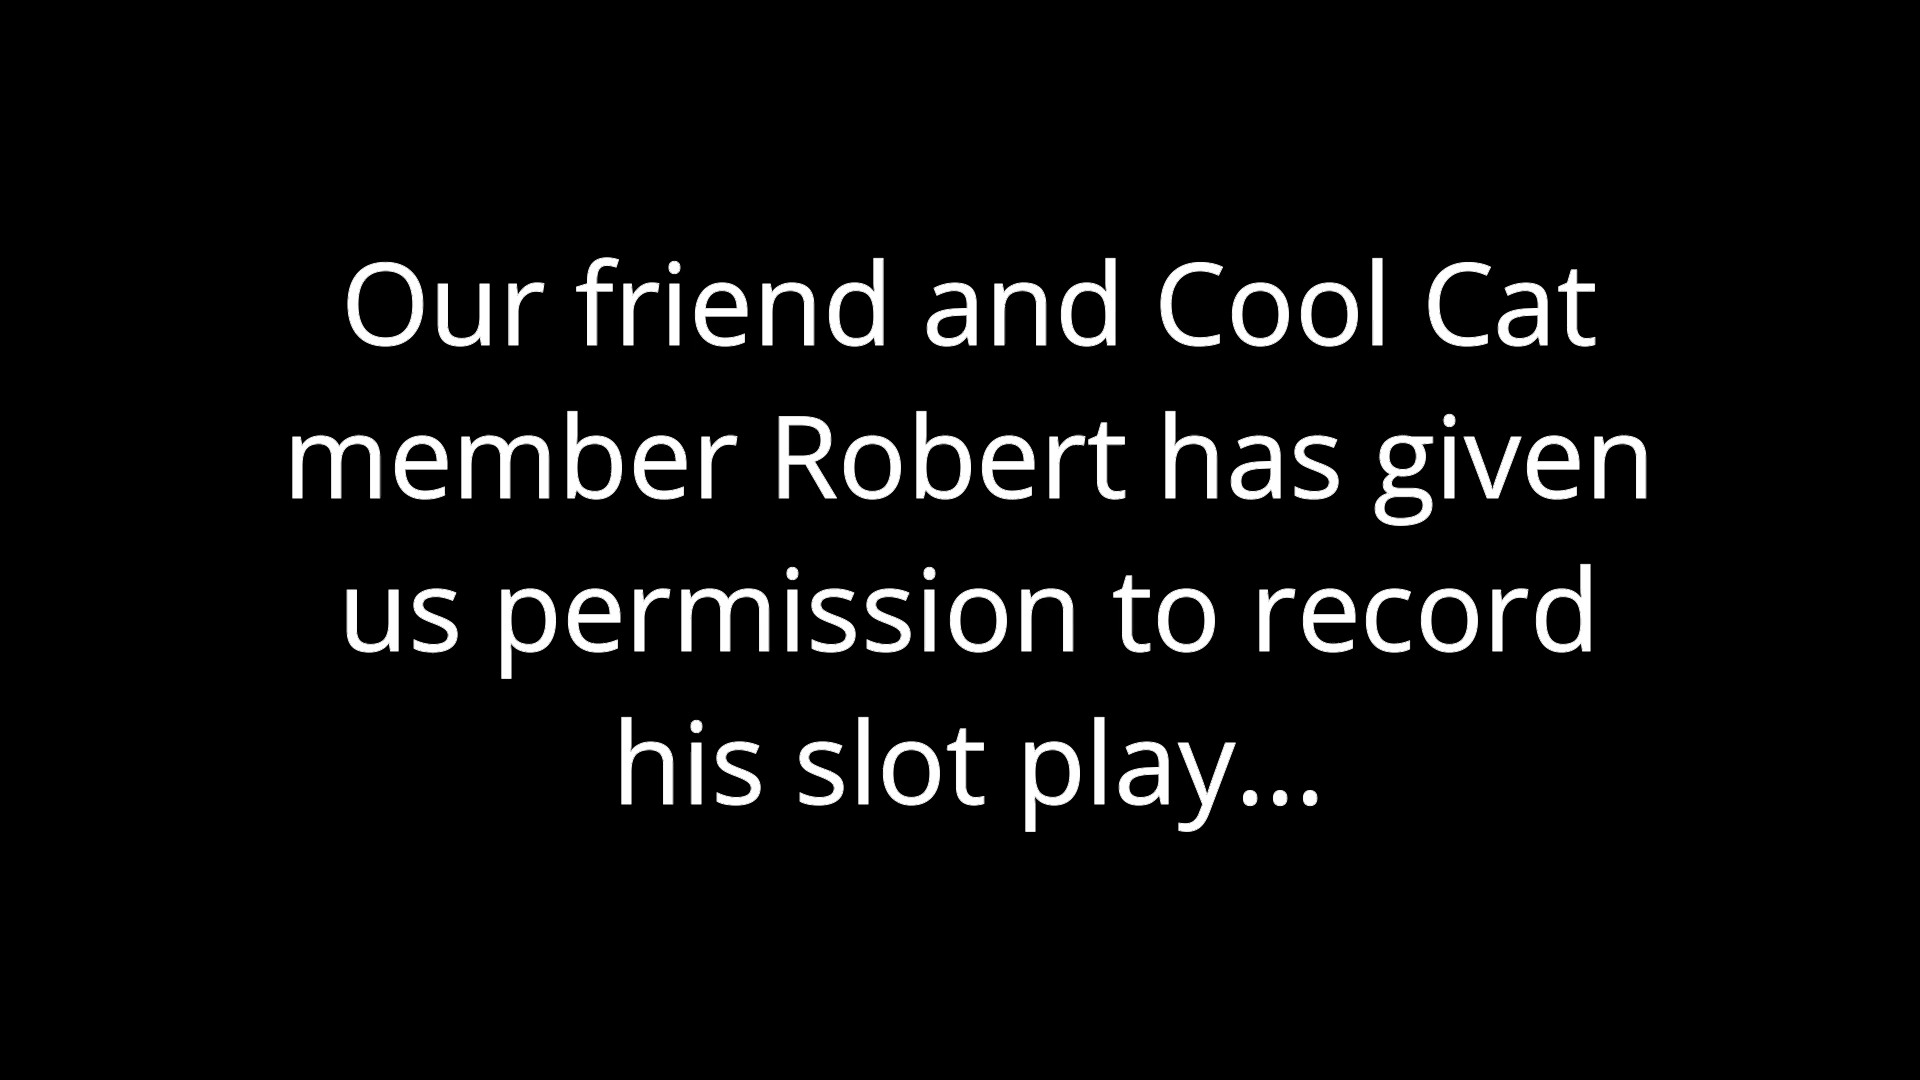 Our friend and Cool Cat
member Robert has given
us permission to record
his slot play...